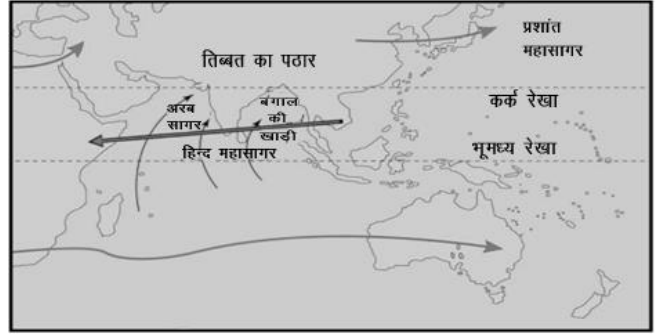 प्रशांत
महासागर
तिब्बत का पठार
अरब
सागर
बंगाल
की
खाड़ी
कर्क रेखा
हिन्द महासागर
भूमध्य रेखा